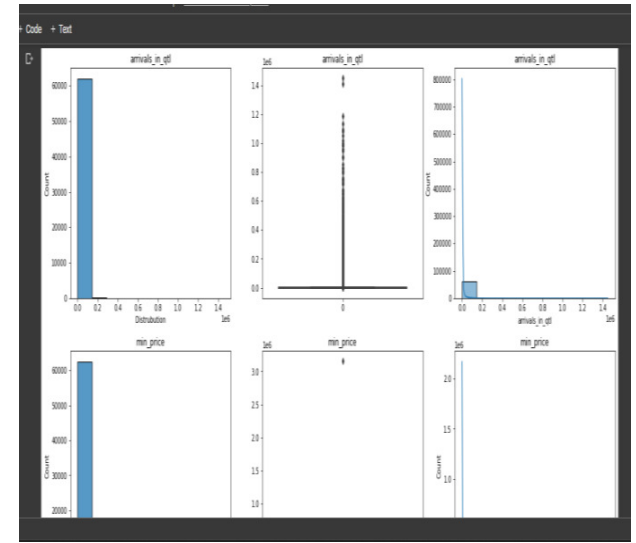 + Code + Text
arrivals_in_qtl
60000
50000
40000
30000
20000
10000
0
Count
0.0 0.2 0.4 0.6 0.8 1.0 1.2 1.4
Distrubution
1e6
arrivals_in_qtl
1e6
1.4
1.2
1.0
0.8
0.6
0.4
0.2
0.0
0
arrivals_in_qtl
800000
700000
600000
500000
400000
300000
200000
100000
0
Count
0.0 0.2 0.4 0.6 0.8 1.0 1.2 1.4
arrivals_in_qtl
1e6
min_price
60000
50000
40000
30000
20000
Count
min_price
1e6
3.0
2.5
2.0
1.5
1.0
min_price
1e6
2.0
1.5
1.0
Count